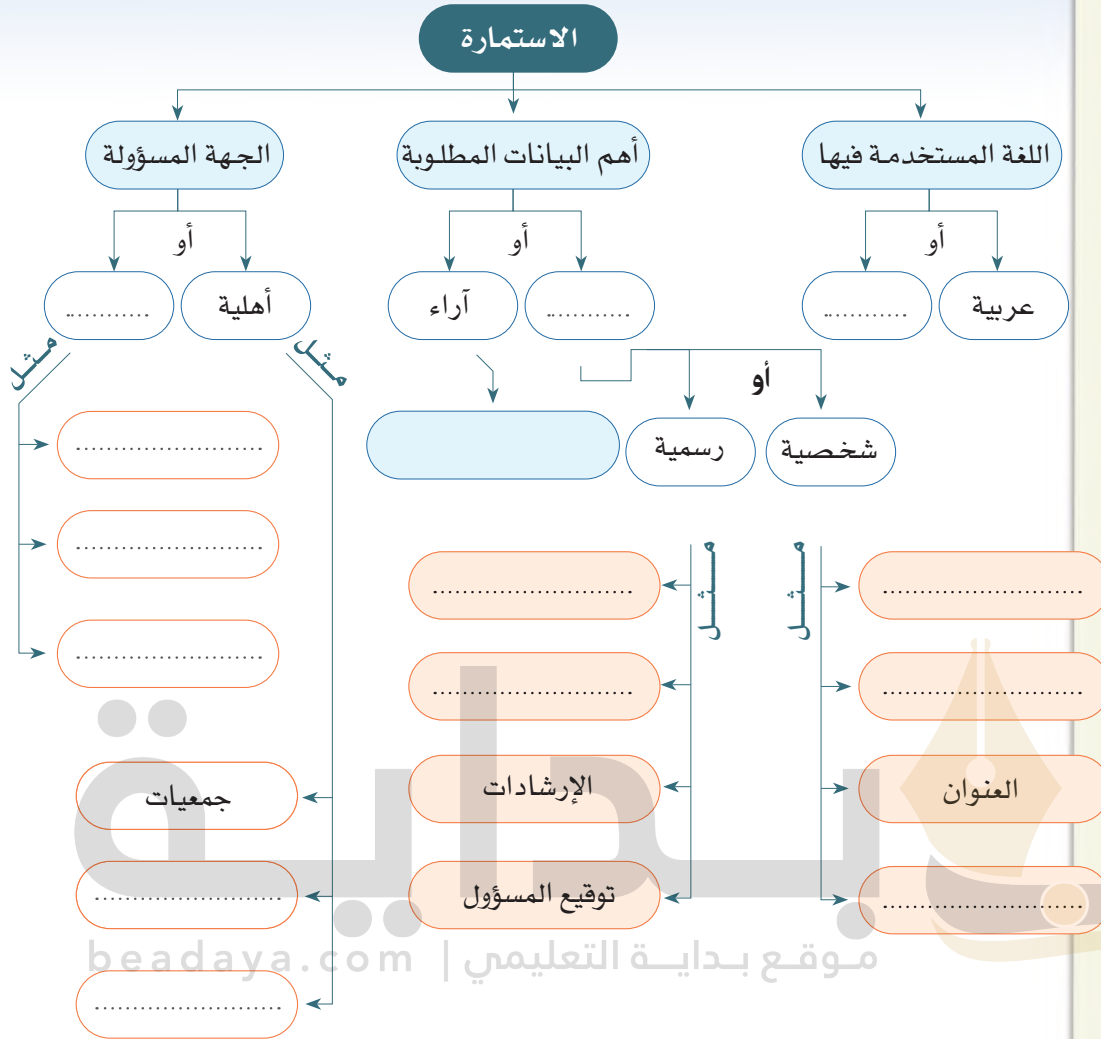 الاستمارة
اللغة المستخدمة فيها
أهم البيانات المطلوبة
الجهة المسؤولة
أو
أو
أو
عربية
...........
...........
آراء
أهلية
...........
مثل
مثل
أو
شخصية
رسمية
........................
........................
........................
مثل
مثل
..........................
..........................
..........................
..........................
العنوان
الإرشادات
جمعيات
..........................
توقيع المسؤول
........................
........................
بداية
موقع بداية التعليمي | beadaya.com